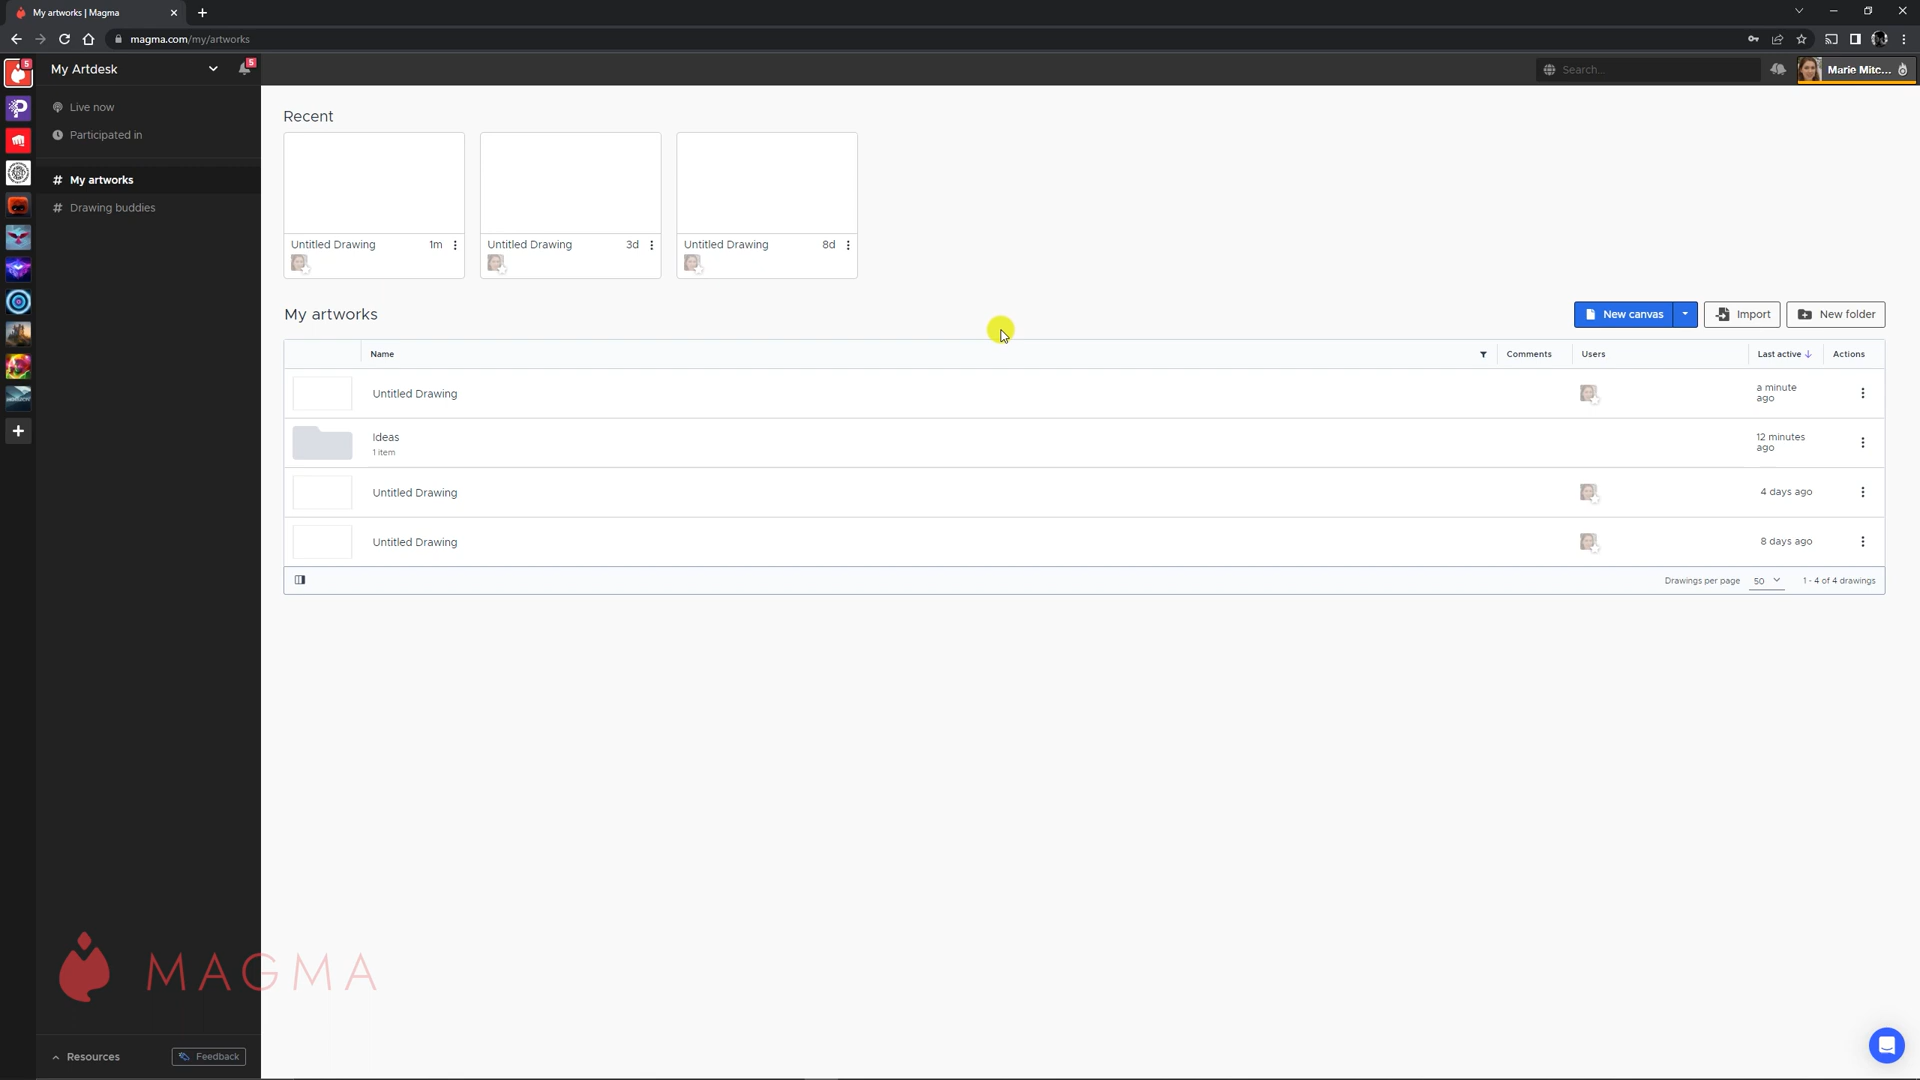 My artworks | Magma
magma.com/my/artworks
5
My Artdesk
5
Search...
Marie Mitc...
Live now
Participated in
# My artworks
# Drawing buddies
Recent
Untitled Drawing 1m
Untitled Drawing 3d
Untitled Drawing 8d
My artworks
New canvas
Import
New folder
Name Comments Users Last active Actions
Untitled Drawing
a minute
ago
Ideas
1 item
12 minutes
ago
Untitled Drawing
4 days ago
Untitled Drawing
8 days ago
Drawings per page 50 1 - 4 of 4 drawings
MAGMA
Resources
Feedback